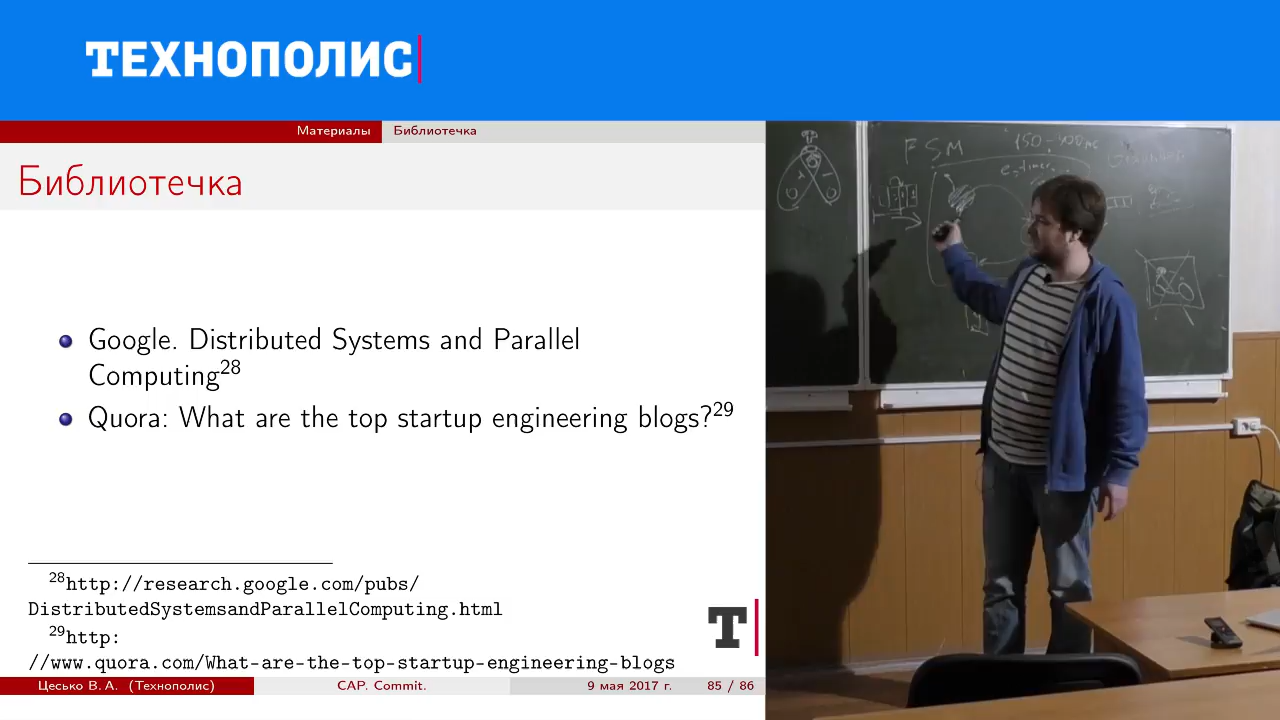 ТЕХНОПОЛИС
Материалы Библиотечка
Библиотечка
Google. Distributed Systems and Parallel
Computing28
Quora: What are the top startup engineering blogs?29
28http://research.google.com/pubs/
DistributedSystemsandParallelComputing.html
29http:
//www.quora.com/What-are-the-top-startup-engineering-blogs
T
Цесько В. А. (Технополис) CAP. Commit. 9 мая 2017 г. 85 / 86
FSM